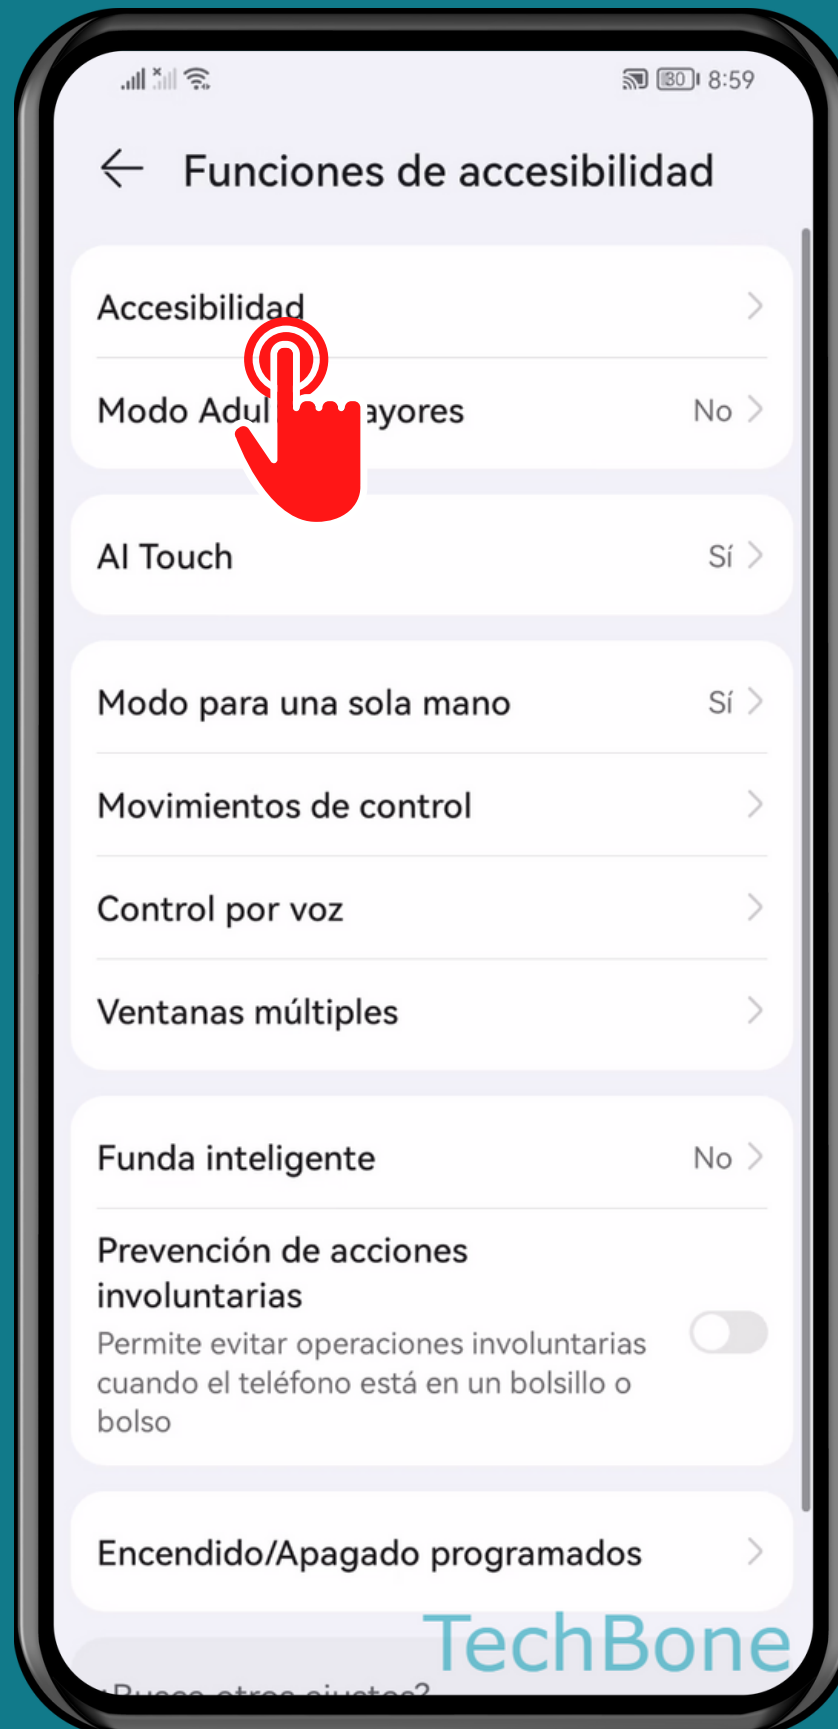 80 8:59
Funciones de accesibilidad
Accesibilidad
Modo Adul ayores No
AI Touch Sí
Modo para una sola mano Sí
Movimientos de control
Control por voz
Ventanas múltiples
Funda inteligente No
Prevención de acciones
involuntarias
Permite evitar operaciones involuntarias
cuando el teléfono está en un bolsillo o
bolso
Encendido/Apagado programados
TechBone